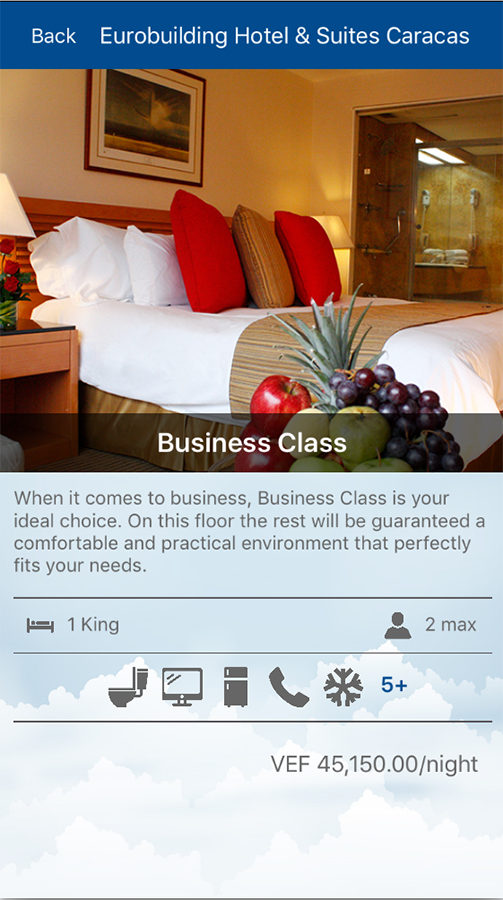 Back Eurobuilding Hotel & Suites Caracas
Business Class
When it comes to business, Business Class is your
ideal choice. On this floor the rest will be guaranteed a
comfortable and practical environment that perfectly
fits your needs.
1 King 2 max
5+
VEF 45,150.00/night